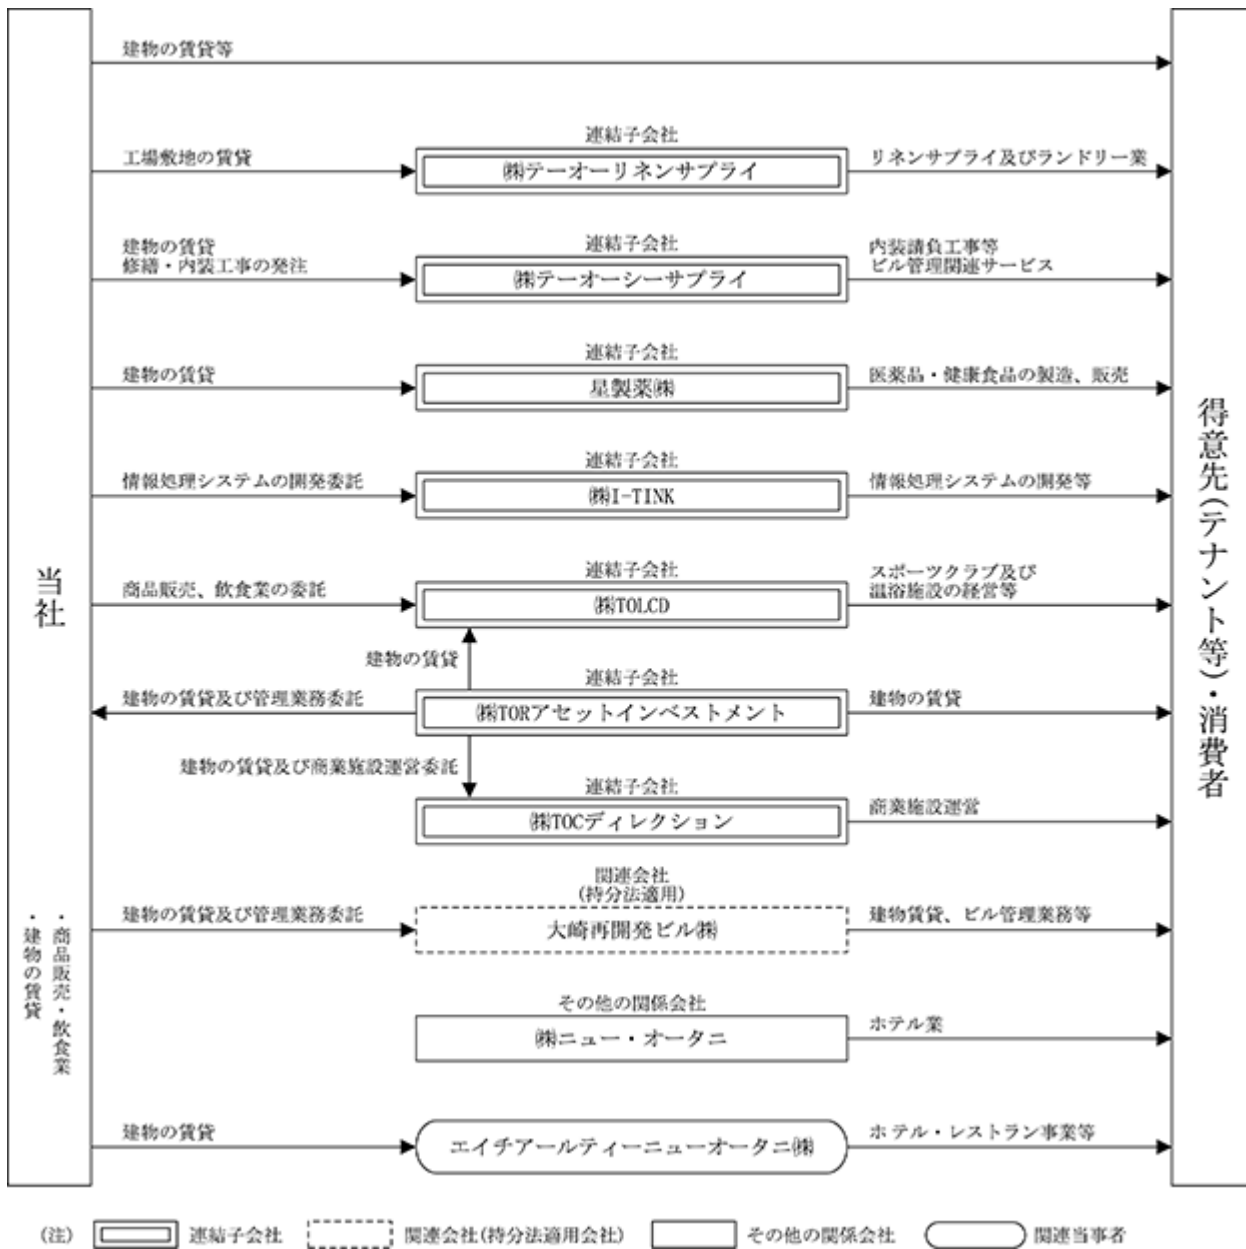 建物の賃貸等
連結子会社
工場敷地の賃貸
㈱テーオーリネンサプライ
リネンサプライ及びランドリー業
連結子会社
建物の賃貸
修繕・内装工事の発注
㈱テーオーシーサプライ
内装請負工事等
ビル管理関連サービス
連結子会社
建物の賃貸
星製薬㈱
医薬品・健康食品の製造、販売
連結子会社
情報処理システムの開発委託
㈱I-TINK
情報処理システムの開発等
当社
連結子会社
商品販売、飲食業の委託
㈱TOLCD
スポーツクラブ及び
温浴施設の経営等
得意先(テナント等)・消費者
建物の賃貸
連結子会社
建物の賃貸及び管理業務委託
㈱TORアセットインベストメント
建物の賃貸
建物の賃貸及び商業施設運営委託
連結子会社
㈱TOCディレクション
商業施設運営
関連会社
(持分法適用)
建物の賃貸及び管理業務委託
大崎再開発ビル㈱
建物賃貸、ビル管理業務等
・商品販売・飲食業
・建物の賃貸
その他の関係会社
㈱ニュー・オータニ
ホテル業
建物の賃貸
エイチアールティーニューオータニ㈱
ホテル・レストラン事業等
(注) 連結子会社 関連会社(持分法適用会社) その他の関係会社 関連当事者